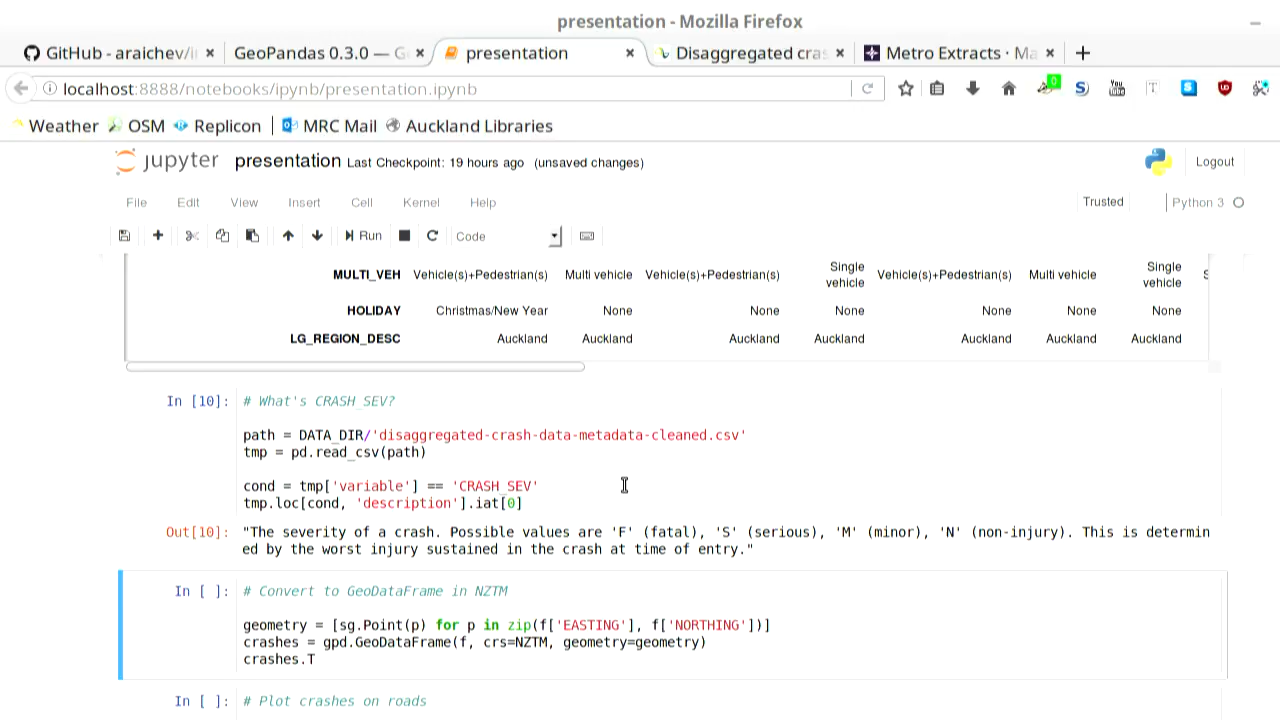 presentation - Mozilla Firefox
GitHub - araichev/i × GeoPandas 0.3.0 — G × presentation × Disaggregated cras × Metro Extracts · Ma × +
localhost:8888/notebooks/ipynb/presentation.ipynb
Weather OSM Replicon MRC Mail Auckland Libraries
jupyter presentation Last Checkpoint: 19 hours ago (unsaved changes) Logout
File Edit View Insert Cell Kernel Help Trusted Python 3
Run Code
MULTI_VEH Vehicle(s)+Pedestrian(s) Multi vehicle Vehicle(s)+Pedestrian(s) Single vehicle Vehicle(s)+Pedestrian(s) Multi vehicle Single vehicle
HOLIDAY Christmas/New Year None None None None None None
LG_REGION_DESC Auckland Auckland Auckland Auckland Auckland Auckland Auckland
In [10]: # What's CRASH_SEV?
path = DATA_DIR/'disaggregated-crash-data-metadata-cleaned.csv'
tmp = pd.read_csv(path)
cond = tmp['variable'] == 'CRASH_SEV'
tmp.loc[cond, 'description'].iat[0]
Out[10]: "The severity of a crash. Possible values are 'F' (fatal), 'S' (serious), 'M' (minor), 'N' (non-injury). This is determin
ed by the worst injury sustained in the crash at time of entry."
In [ ]: # Convert to GeoDataFrame in NZTM
geometry = [sg.Point(p) for p in zip(f['EASTING'], f['NORTHING'])]
crashes = gpd.GeoDataFrame(f, crs=NZTM, geometry=geometry)
crashes.T
In [ ]: # Plot crashes on roads